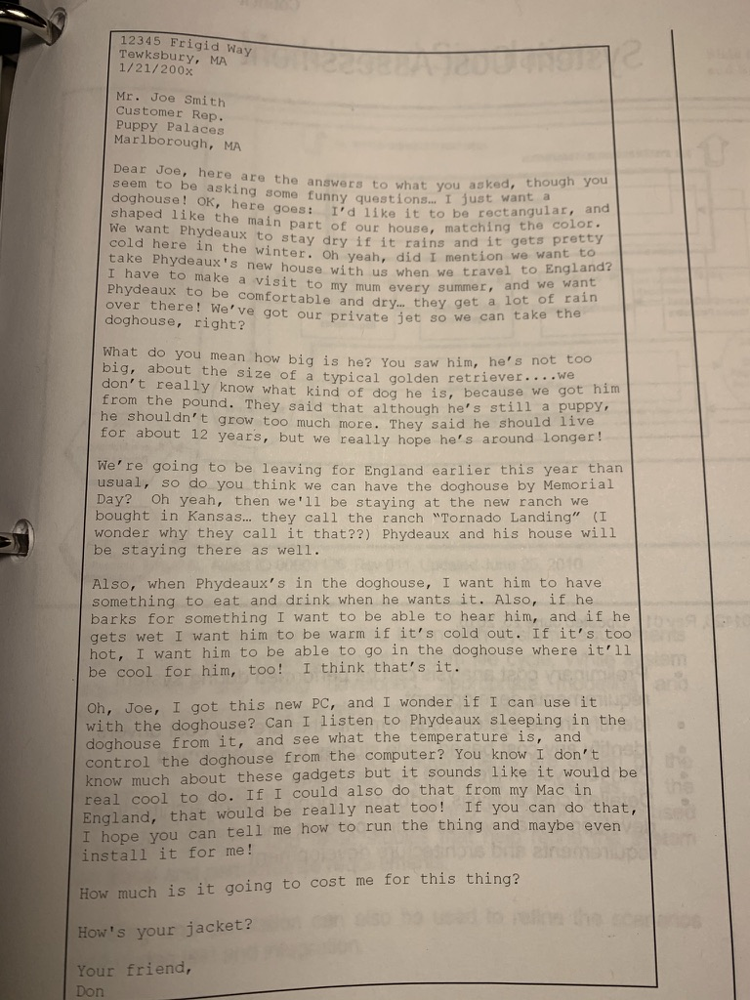 12345 Frigid Way
Tewksbury, MA
1/21/200x
Mr. Joe Smith
Customer Rep.
Puppy Palaces
Marlborough, MA
Dear Joe, here are the answers to what you asked, though you
seem to be asking some funny questions… I just want a
doghouse! OK, here goes: I'd like it to be rectangular, and
shaped like the main part of our house, matching the color.
We want Phydeaux to stay dry if it rains and it gets pretty
cold here in the winter. Oh yeah, did I mention we want to
take Phydeaux's new house with us when we travel to England?
I have to make a visit to my mum every summer, and we want
Phydeaux to be comfortable and dry… they get a lot of rain
over there! We've got our private jet so we can take the
doghouse, right?
What do you mean how big is he? You saw him, he's not too
big, about the size of a typical golden retriever....we
don't really know what kind of dog he is, because we got him
from the pound. They said that although he's still a puppy,
he shouldn't grow too much more. They said he should live
for about 12 years, but we really hope he's around longer!
We're going to be leaving for England earlier this year than
usual, so do you think we can have the doghouse by Memorial
Day? Oh yeah, then we'll be staying at the new ranch we
bought in Kansas… they call the ranch "Tornado Landing" (I
wonder why they call it that??) Phydeaux and his house will
be staying there as well.
Also, when Phydeaux's in the doghouse, I want him to have
something to eat and drink when he wants it. Also, if he
barks for something I want to be able to hear him, and if he
gets wet I want him to be warm if it's cold out. If it's too
hot, I want him to be able to go in the doghouse where it'll
be cool for him, too! I think that's it.
Oh, Joe, I got this new PC, and I wonder if I can use it
with the doghouse? Can I listen to Phydeaux sleeping in the
doghouse from it, and see what the temperature is, and
control the doghouse from the computer? You know I don't
know much about these gadgets but it sounds like it would be
real cool to do. If I could also do that from my Mac in
England, that would be really neat too! If you can do that,
I hope you can tell me how to run the thing and maybe even
install it for me!
How much is it going to cost me for this thing?
How's your jacket?
Your friend,
Don